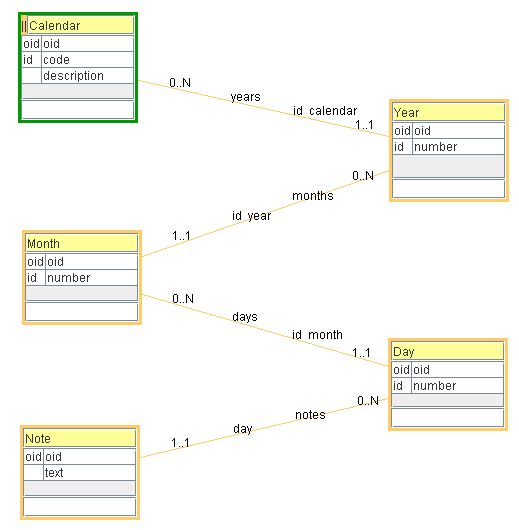 Calendar
oid oid
id code
description
0..N
years
id calendar
1..1
Year
oid oid
id number
0..N
months
id year
1..1
Month
oid oid
id number
0..N
days
id month
1..1
Day
oid oid
id number
0..N
notes
day
1..1
Note
oid oid
text